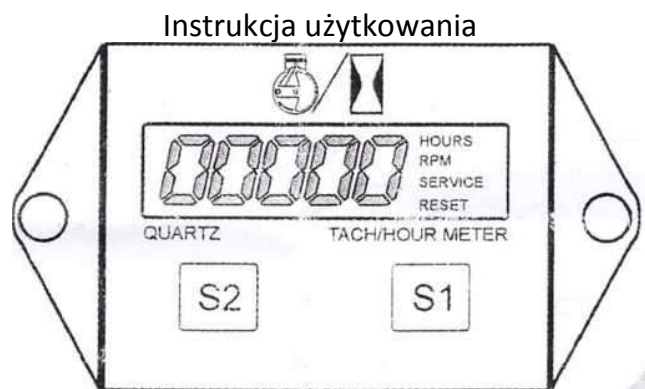 Instrukcja użytkowania
00000
HOURS
RPM
SERVICE
RESET
QUARTZ TACH/HOUR METER
S2 S1